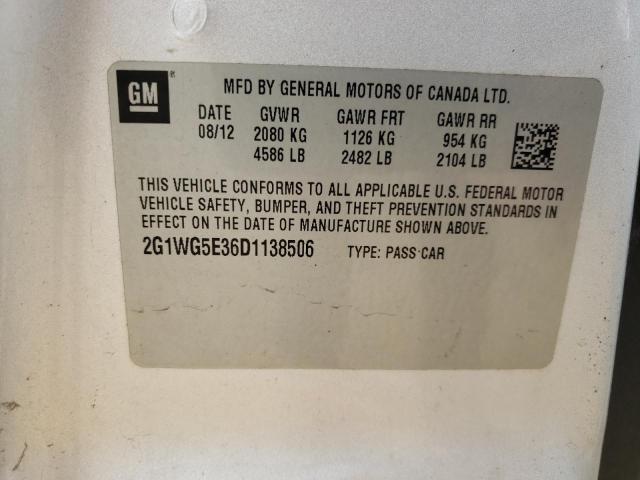 GM
MFD BY GENERAL MOTORS OF CANADA LTD.
DATE GVWR GAWR FRT GAWR RR
08/12 2080 KG 1126 KG 954 KG
4586 LB 2482 LB 2104 LB
THIS VEHICLE CONFORMS TO ALL APPLICABLE U.S. FEDERAL MOTOR
VEHICLE SAFETY, BUMPER, AND THEFT PREVENTION STANDARDS IN
EFFECT ON THE DATE OF MANUFACTURE SHOWN ABOVE.
2G1WG5E36D1138506 TYPE: PASS CAR